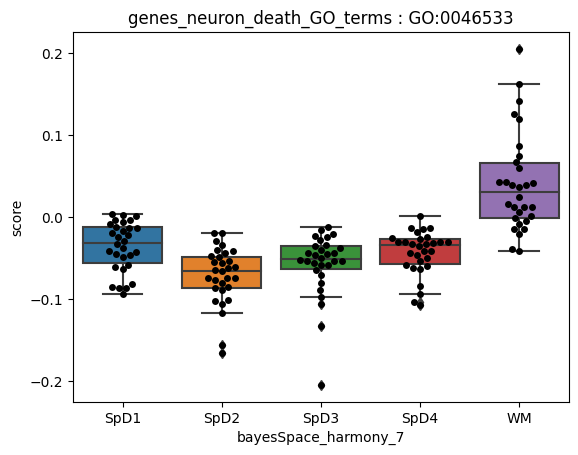 genes_neuron_death_GO_terms : GO:0046533
score
0.2
0.1
0.0
−0.1
−0.2
SpD1 SpD2 SpD3 SpD4 WM
bayesSpace_harmony_7